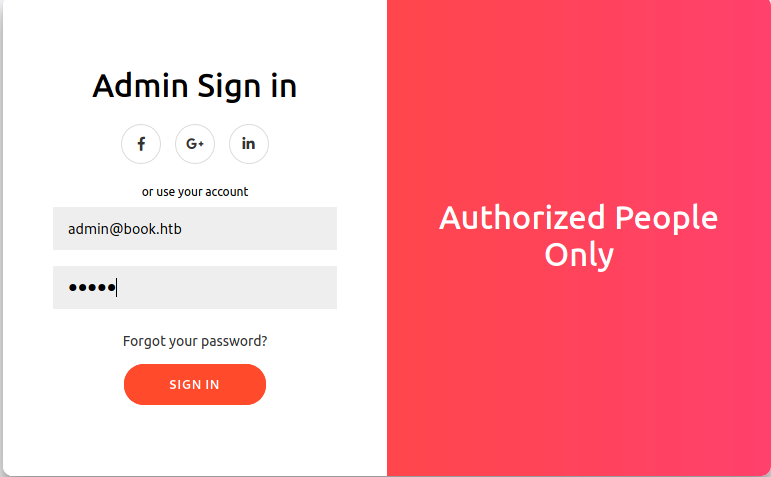 Admin Sign in
f G+ in
or use your account
admin@book.htb
•••••
Forgot your password?
SIGN IN
Authorized People
Only